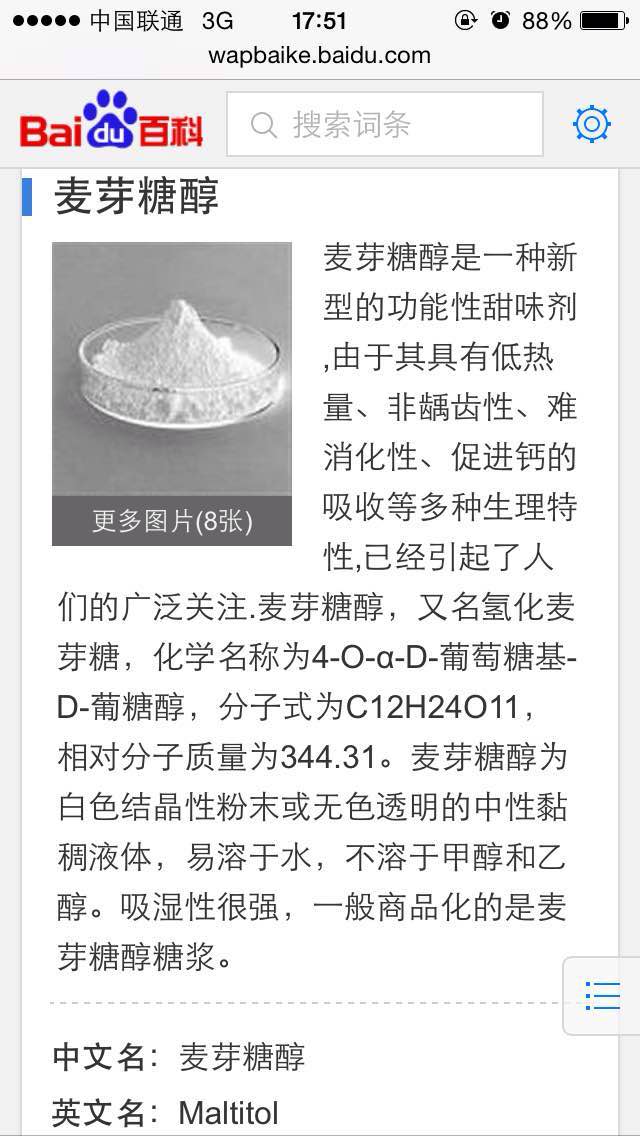 中国联通 3G 17:51 88%
wapbaike.baidu.com
Bai du 百科 搜索词条
麦芽糖醇
麦芽糖醇是一种新
型的功能性甜味剂
,由于其具有低热
量、非龋齿性、难
消化性、促进钙的
吸收等多种生理特
性,已经引起了人
更多图片(8张)
们的广泛关注.麦芽糖醇，又名氢化麦
芽糖，化学名称为4-O-α-D-葡萄糖基-
D-葡糖醇，分子式为C12H24O11，
相对分子质量为344.31。麦芽糖醇为
白色结晶性粉末或无色透明的中性黏
稠液体，易溶于水，不溶于甲醇和乙
醇。吸湿性很强，一般商品化的是麦
芽糖醇糖浆。
中文名：麦芽糖醇
英文名：Maltitol